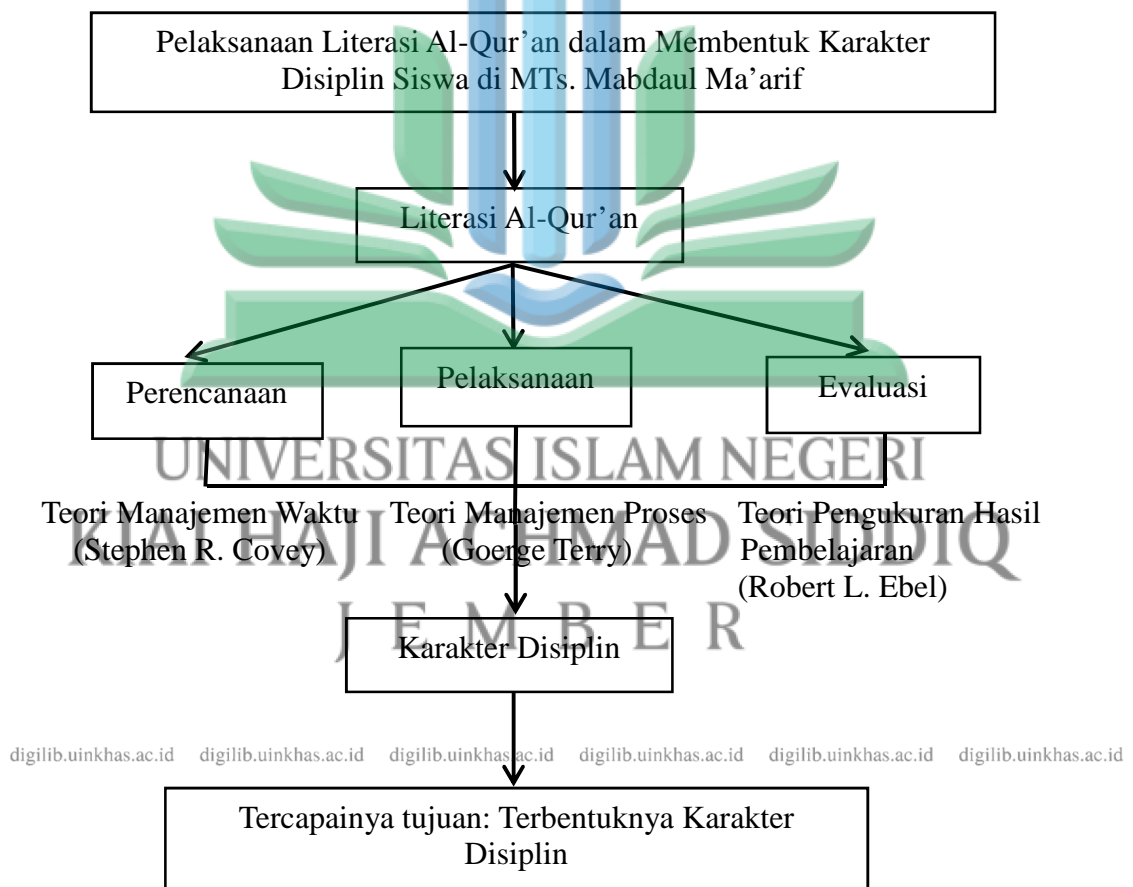 Pelaksanaan Literasi Al-Qur’an dalam Membentuk Karakter
Disiplin Siswa di MTs. Mabdaul Ma’arif
Literasi Al-Qur’an
Perencanaan
Pelaksanaan
Evaluasi
UNIVERSITAS ISLAM NEGERI
Teori Manajemen Waktu
(Stephen R. Covey)
Teori Manajemen Proses
(Goerge Terry)
Teori Pengukuran Hasil
Pembelajaran
(Robert L. Ebel)
KIAI HAJI ACHMAD SIDDIQ
JEMBER
Karakter Disiplin
digilib.uinkhas.ac.id digilib.uinkhas.ac.id digilib.uinkhas.ac.id digilib.uinkhas.ac.id digilib.uinkhas.ac.id digilib.uinkhas.ac.id
Tercapainya tujuan: Terbentuknya Karakter
Disiplin